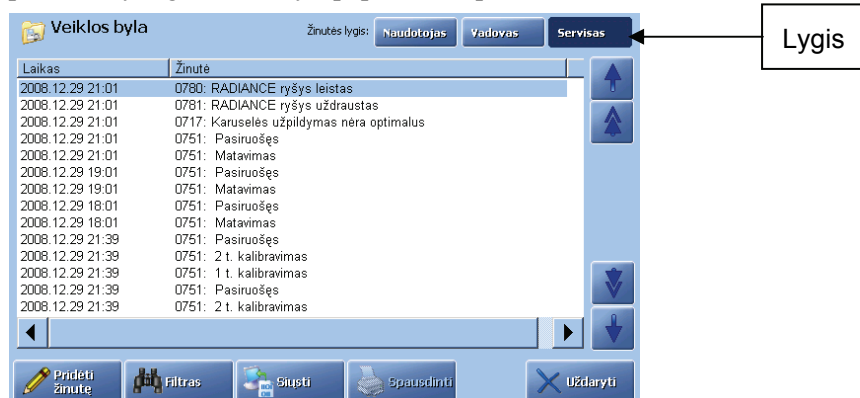 Veiklos byla Žinutės lygis: Naudotojas Vadovas Servisas
Lygis
Laikas Žinutė
2008.12.29 21:01 0780: RADIANCE ryšys leistas
2008.12.29 21:01 0781: RADIANCE ryšys uždraustas
2008.12.29 21:01 0717: Karuselės užpildymas nėra optimalus
2008.12.29 21:01 0751: Pasiruošęs
2008.12.29 21:01 0751: Matavimas
2008.12.29 19:01 0751: Pasiruošęs
2008.12.29 19:01 0751: Matavimas
2008.12.29 18:01 0751: Pasiruošęs
2008.12.29 18:01 0751: Matavimas
2008.12.29 21:39 0751: Pasiruošęs
2008.12.29 21:39 0751: 2 t. kalibravimas
2008.12.29 21:39 0751: 1 t. kalibravimas
2008.12.29 21:39 0751: Pasiruošęs
2008.12.29 21:39 0751: 2 t. kalibravimas
Pridėti
žinutę
Filtras
Siųsti
Spausdinti
Uždaryti